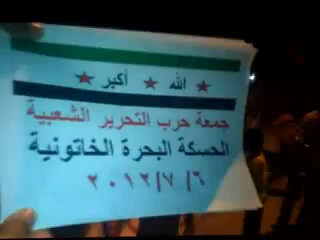 الله أكبر
جمعة حرب التحرير الشعبية
الحسكة البحرة الخاتونية
٢٠١٢/٧/٦